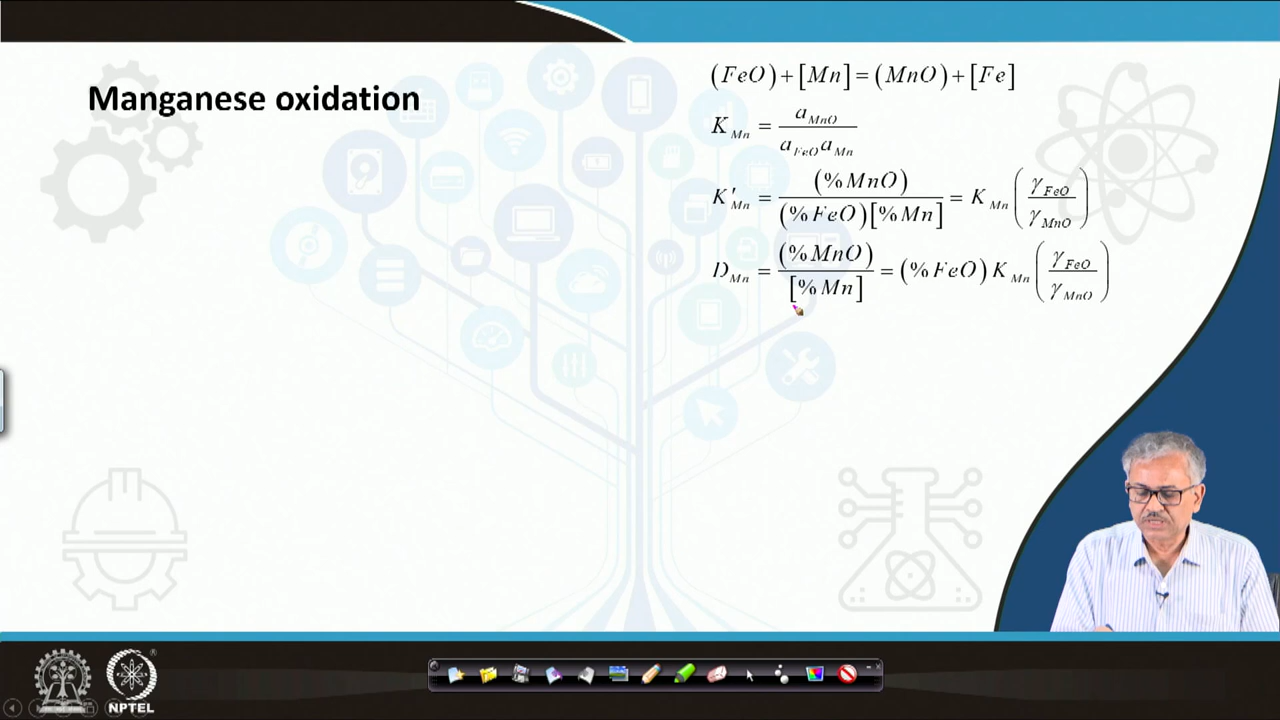 Manganese oxidation
(FeO) + [Mn] = (MnO) + [Fe]
K_Mn = a_MnO / (a_FeO a_Mn)
K'_Mn = (% MnO) / ((% FeO)[% Mn]) = K_Mn (γ_FeO / γ_MnO)
D_Mn = (% MnO) / [% Mn] = (% FeO) K_Mn (γ_FeO / γ_MnO)
NPTEL